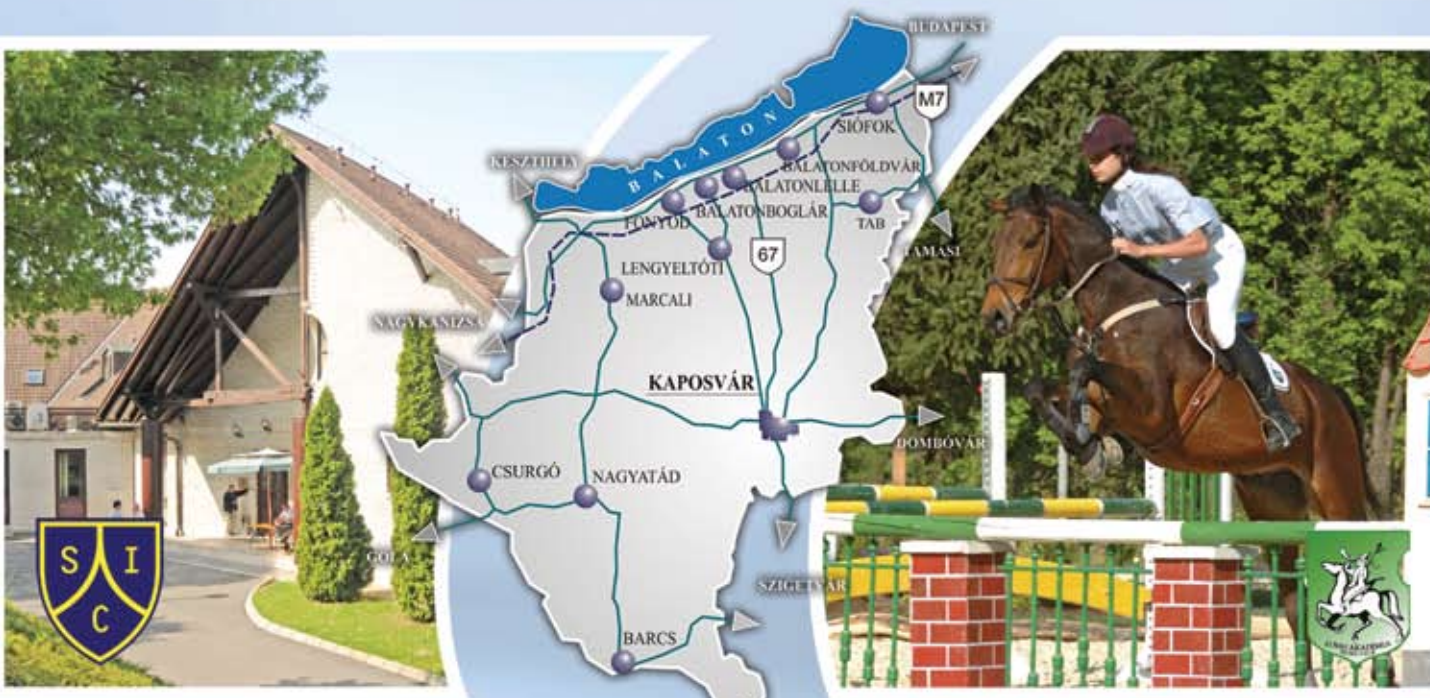 BUDAPEST
M7
SIÓFOK
KESZTHELY
BALATON
BALATONFÖLDVÁR
BALATONLELLE
BALATONBOGLÁR
FONYÓD
TAB
TAMÁSI
67
LENGYELTÓTI
MARCALI
NAGYKANIZSA
KAPOSVÁR
DOMBÓVÁR
CSURGÓ
NAGYATÁD
GOLA
SZIGETVÁR
BARCS
S I
C